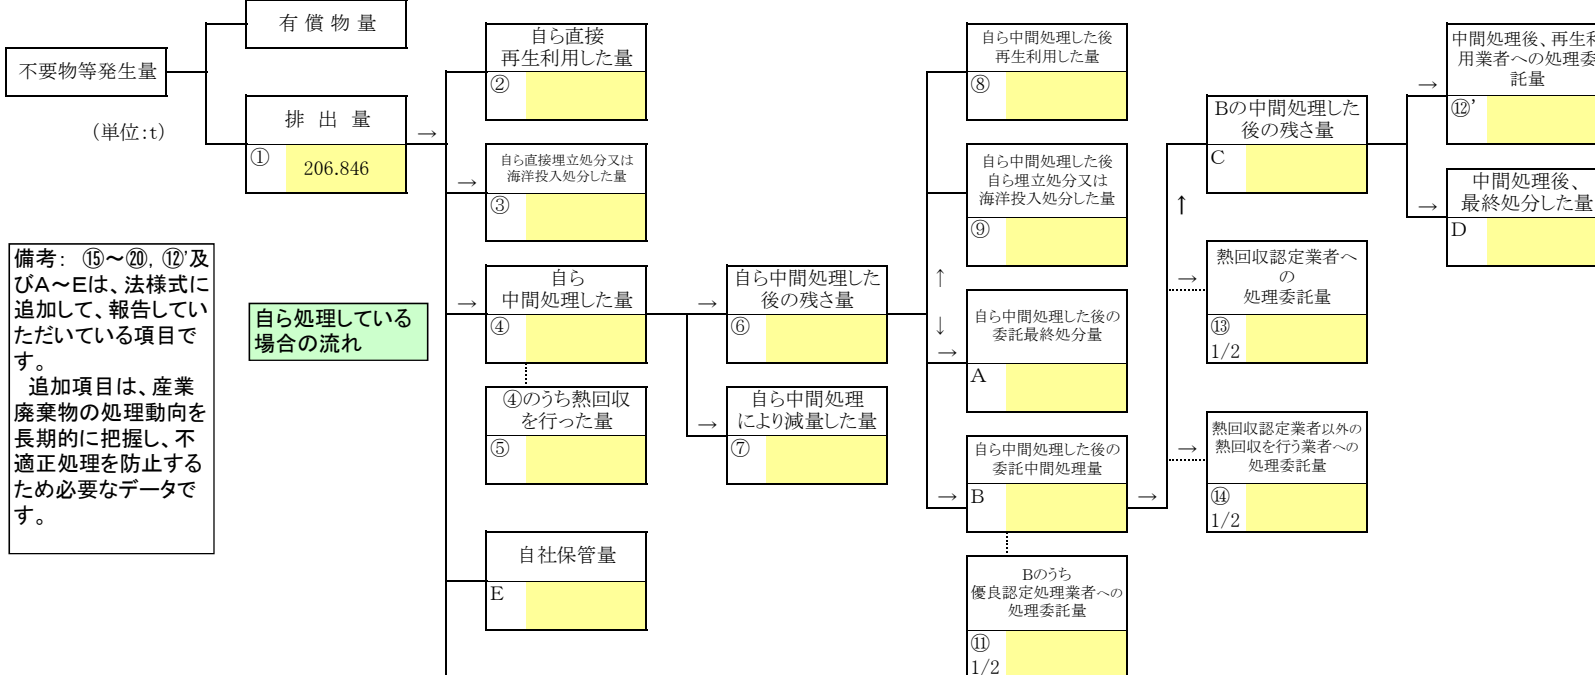 有 償 物 量
不要物等発生量
(単位:t)
排 出 量
→
①
206.846
備考: ⑮～⑳, ⑫'及
びA～Eは、法様式に
追加して、報告してい
ただいている項目で
す。
追加項目は、産業
廃棄物の処理動向を
長期的に把握し、不
適正処理を防止する
ため必要なデータで
す。
自ら処理している
場合の流れ
自ら直接
再生利用した量
②
→
自ら直接埋立処分又は
海洋投入処分した量
③
→
自ら
中間処理した量
④
④のうち熱回収
を行った量
⑤
自社保管量
E
→
自ら中間処理した
後の残さ量
⑥
→
自ら中間処理
により減量した量
⑦
自ら中間処理した後
再生利用した量
⑧
自ら中間処理した後
自ら埋立処分又は
海洋投入処分した量
⑨
↑
↓
→
自ら中間処理した後の
委託最終処分量
A
→
自ら中間処理した後の
委託中間処理量
B
→
Bのうち
優良認定処理業者への
処理委託量
⑪
1/2
Bの中間処理した
後の残さ量
C
↑
→
熱回収認定業者へ
の
処理委託量
⑬
1/2
→
熱回収認定業者以外の
熱回収を行う業者への
処理委託量
⑭
1/2
→
中間処理後、再生利
用業者への処理委
託量
⑫'
→
中間処理後、
最終処分した量
D